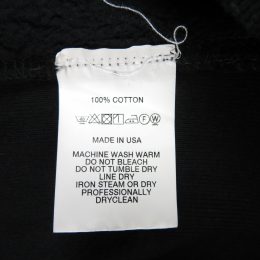 100% COTTON
MADE IN USA
MACHINE WASH WARM
DO NOT BLEACH
DO NOT TUMBLE DRY
LINE DRY
IRON STEAM OR DRY
PROFESSIONALLY
DRYCLEAN